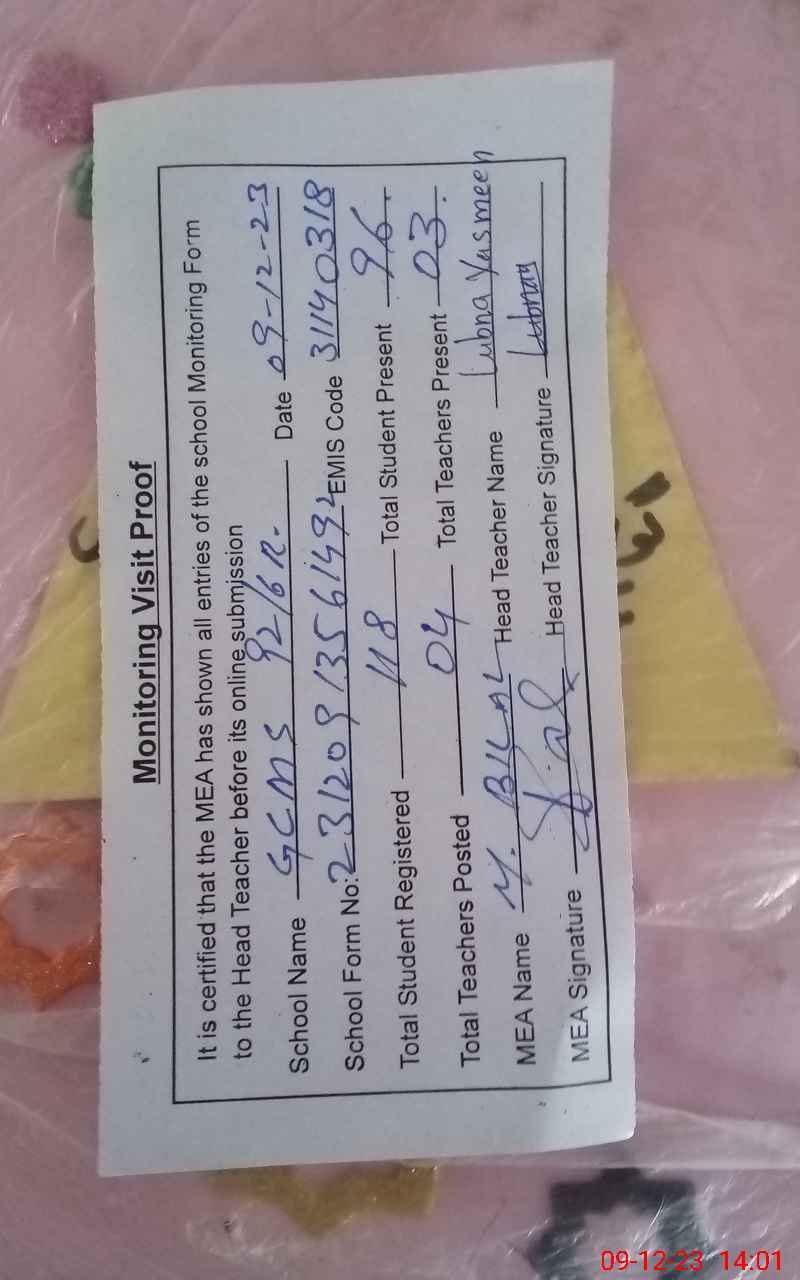 Monitoring Visit Proof
It is certified that the MEA has shown all entries of the school Monitoring Form
to the Head Teacher before its online submission
School Name GCMS 92/6R. Date 09-12-23
School Form No: 23120913561492 EMIS Code 31140318
Total Student Registered 118 Total Student Present 96.
Total Teachers Posted 04 Total Teachers Present 03.
MEA Name M. BILAL Head Teacher Name Lubna Yasmeen
MEA Signature Head Teacher Signature
09-12-23 14:01